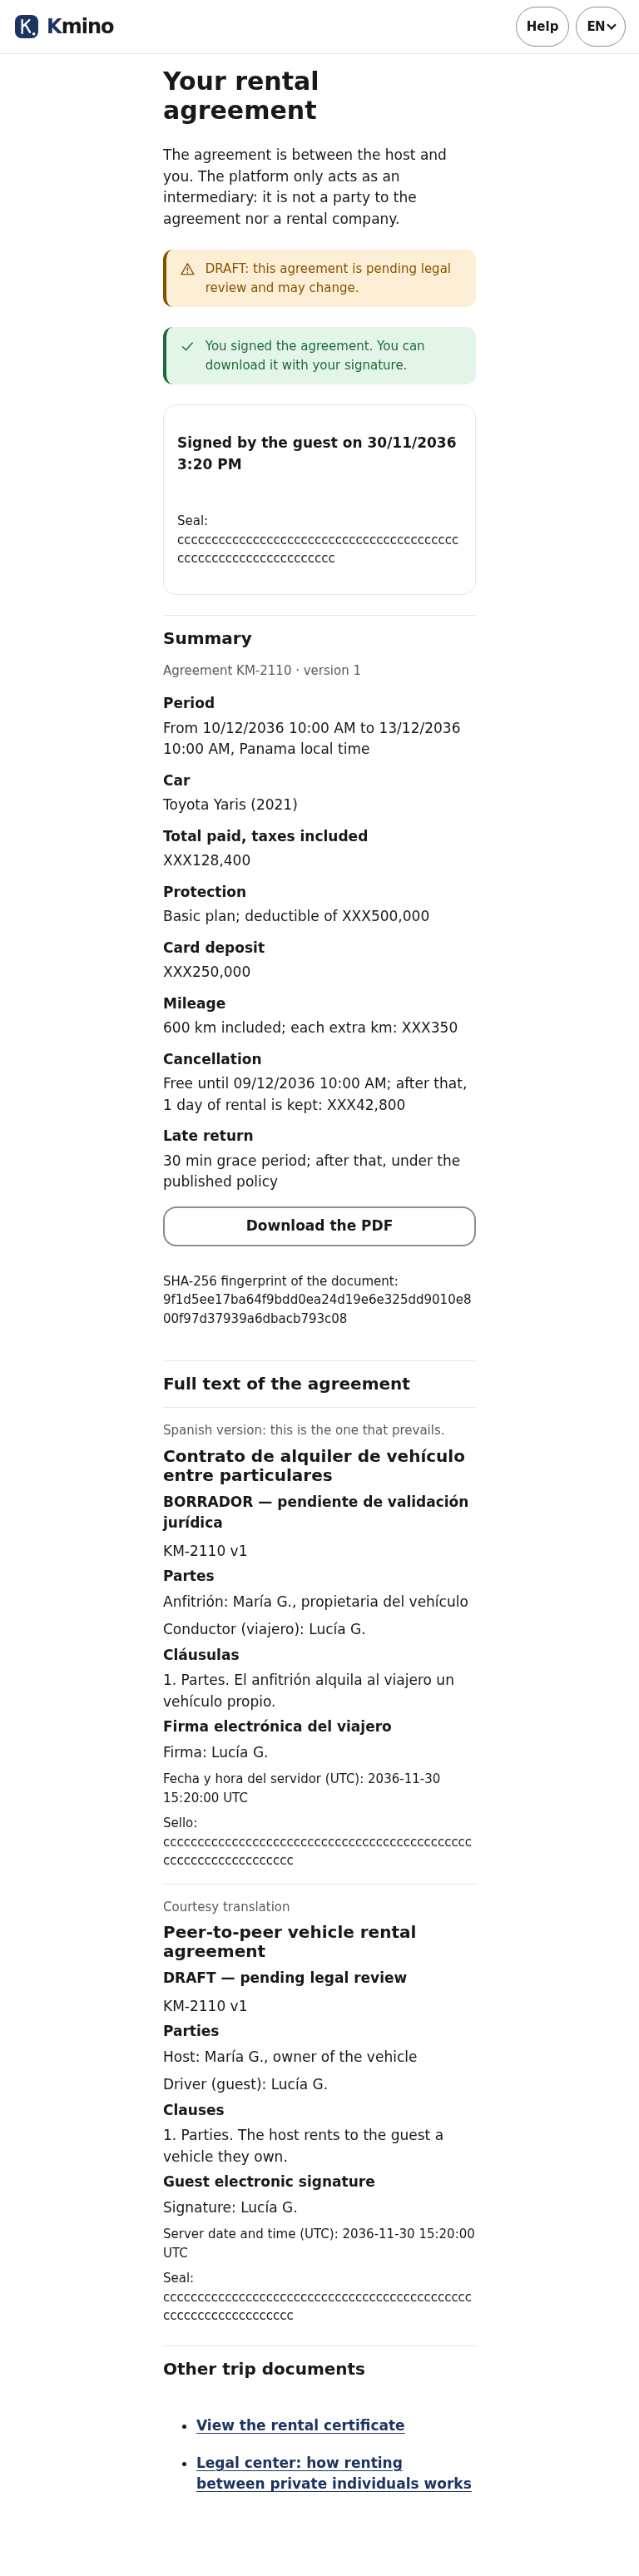 Kmino
Help
EN
Your rental
agreement
The agreement is between the host and
you. The platform only acts as an
intermediary: it is not a party to the
agreement nor a rental company.
DRAFT: this agreement is pending legal
review and may change.
You signed the agreement. You can
download it with your signature.
Signed by the guest on 30/11/2036
3:20 PM
Seal:
ccccccccccccccccccccccccccccccccccccccccc
ccccccccccccccccccccccc
Summary
Agreement KM-2110 · version 1
Period
From 10/12/2036 10:00 AM to 13/12/2036
10:00 AM, Panama local time
Car
Toyota Yaris (2021)
Total paid, taxes included
XXX128,400
Protection
Basic plan; deductible of XXX500,000
Card deposit
XXX250,000
Mileage
600 km included; each extra km: XXX350
Cancellation
Free until 09/12/2036 10:00 AM; after that,
1 day of rental is kept: XXX42,800
Late return
30 min grace period; after that, under the
published policy
Download the PDF
SHA-256 fingerprint of the document:
9f1d5ee17ba64f9bdd0ea24d19e6e325dd9010e8
00f97d37939a6dbacb793c08
Full text of the agreement
Spanish version: this is the one that prevails.
Contrato de alquiler de vehículo
entre particulares
BORRADOR — pendiente de validación
jurídica
KM-2110 v1
Partes
Anfitrión: María G., propietaria del vehículo
Conductor (viajero): Lucía G.
Cláusulas
1. Partes. El anfitrión alquila al viajero un
vehículo propio.
Firma electrónica del viajero
Firma: Lucía G.
Fecha y hora del servidor (UTC): 2036-11-30
15:20:00 UTC
Sello:
ccccccccccccccccccccccccccccccccccccccccccccc
ccccccccccccccccccc
Courtesy translation
Peer-to-peer vehicle rental
agreement
DRAFT — pending legal review
KM-2110 v1
Parties
Host: María G., owner of the vehicle
Driver (guest): Lucía G.
Clauses
1. Parties. The host rents to the guest a
vehicle they own.
Guest electronic signature
Signature: Lucía G.
Server date and time (UTC): 2036-11-30 15:20:00
UTC
Seal:
ccccccccccccccccccccccccccccccccccccccccccccc
ccccccccccccccccccc
Other trip documents
View the rental certificate
Legal center: how renting
between private individuals works